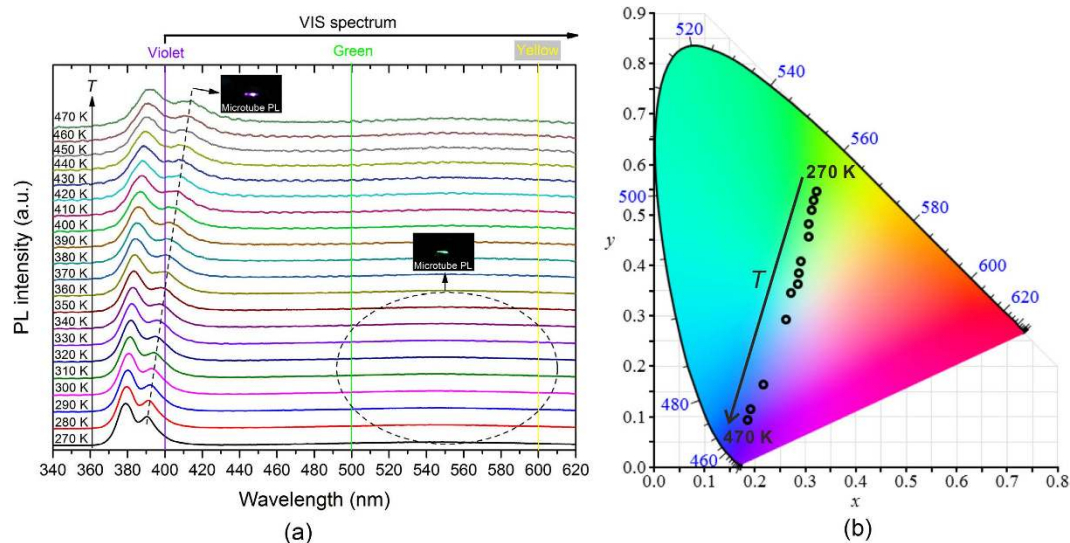 VIS spectrum
Violet
Green
Yellow
T
Microtube PL
470 K
460 K
450 K
440 K
430 K
420 K
410 K
400 K
390 K
380 K
370 K
360 K
350 K
340 K
330 K
320 K
310 K
300 K
290 K
280 K
270 K
Microtube PL
PL intensity (a.u.)
340 360 380 400 420 440 460 480 500 520 540 560 580 600 620
Wavelength (nm)
(a)
(b)
0.9
0.8
0.7
0.6
0.5
0.4
0.3
0.2
0.1
0.0
y
520
540
560
500
580
600
620
480
460
270 K
T
470 K
0.0 0.1 0.2 0.3 0.4 0.5 0.6 0.7 0.8
x
(b)